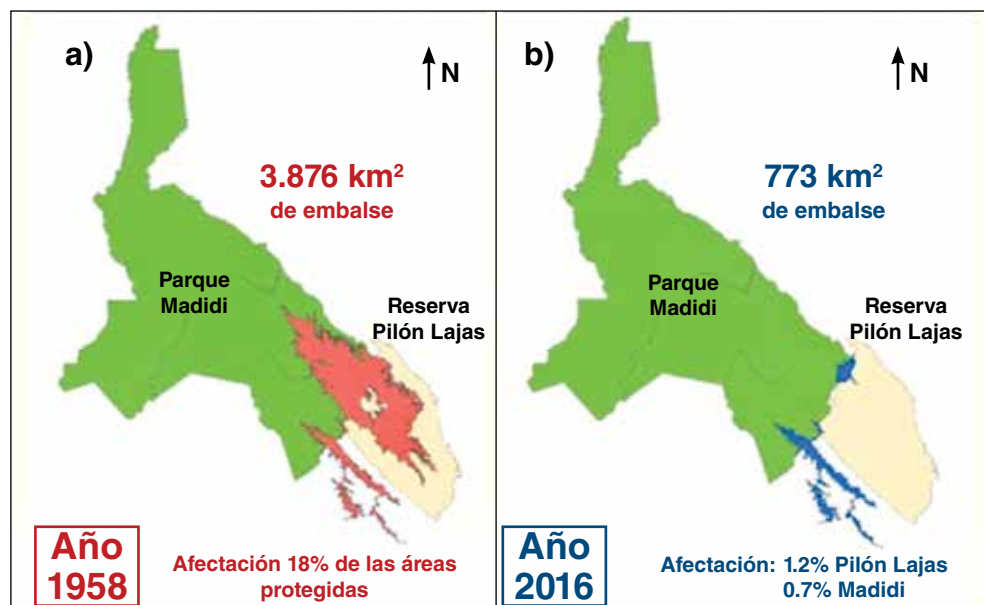 a)
N
3.876 km²
de embalse
Parque
Madidi
Reserva
Pilón Lajas
Año
1958
Afectación 18% de las áreas
protegidas
b)
N
773 km²
de embalse
Parque
Madidi
Reserva
Pilón Lajas
Año
2016
Afectación: 1.2% Pilón Lajas
0.7% Madidi